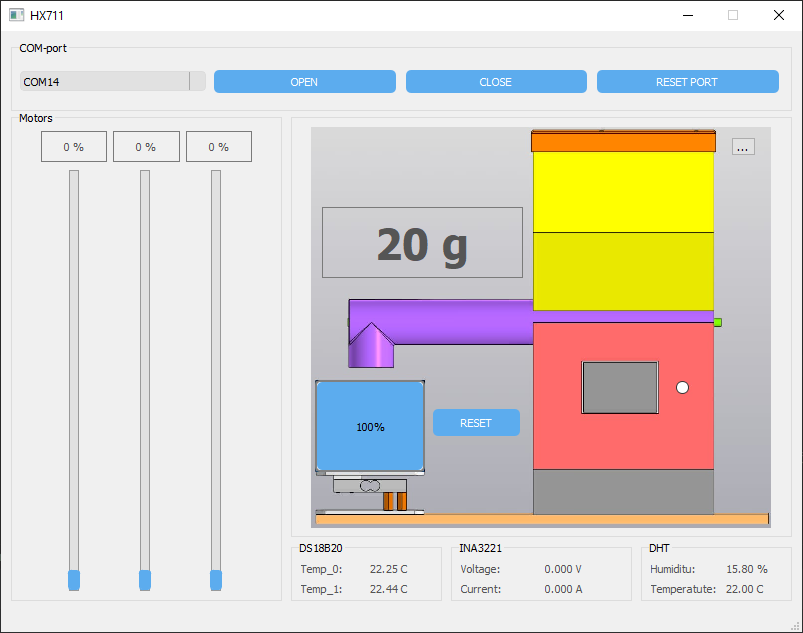 HX711
COM-port
COM14
OPEN
CLOSE
RESET PORT
Motors
0 %
0 %
0 %
...
20 g
100%
RESET
DS18B20
Temp_0: 22.25 C
Temp_1: 22.44 C
INA3221
Voltage: 0.000 V
Current: 0.000 A
DHT
Humiditu: 15.80 %
Temperatute: 22.00 C